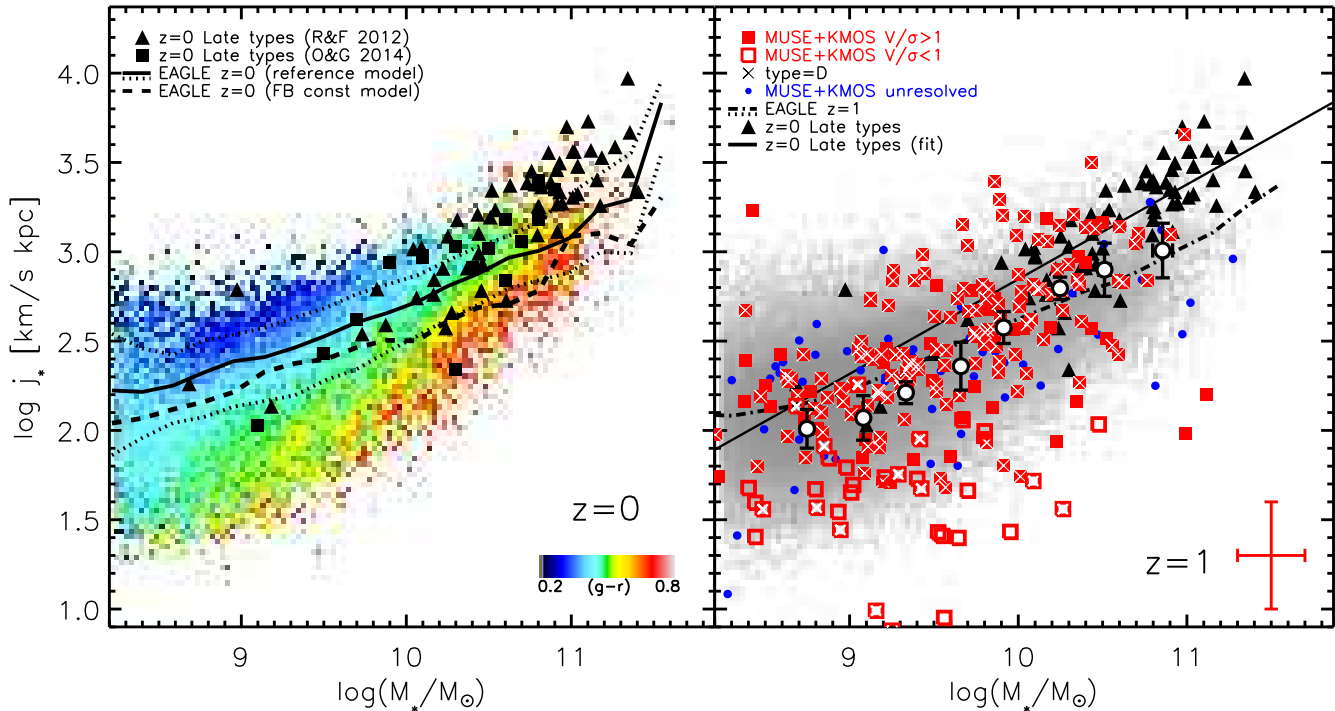 ▲ z=0 Late types (R&F 2012)
■ z=0 Late types (O&G 2014)
EAGLE z=0 (reference model)
EAGLE z=0 (FB const model)
MUSE+KMOS V/σ>1
MUSE+KMOS V/σ<1
× type=D
MUSE+KMOS unresolved
EAGLE z=1
▲ z=0 Late types
z=0 Late types (fit)
log j* [km/s kpc]
4.0
3.5
3.0
2.5
2.0
1.5
1.0
z=0
0.2 (g-r) 0.8
z=1
9 10 11
9 10 11
log(M*/M⊙)
log(M*/M⊙)